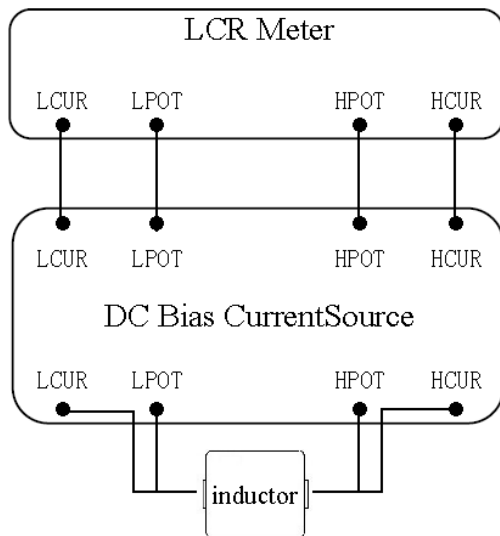 LCR Meter
LCUR LPOT HPOT HCUR
LCUR LPOT HPOT HCUR
DC Bias CurrentSource
LCUR LPOT HPOT HCUR
inductor